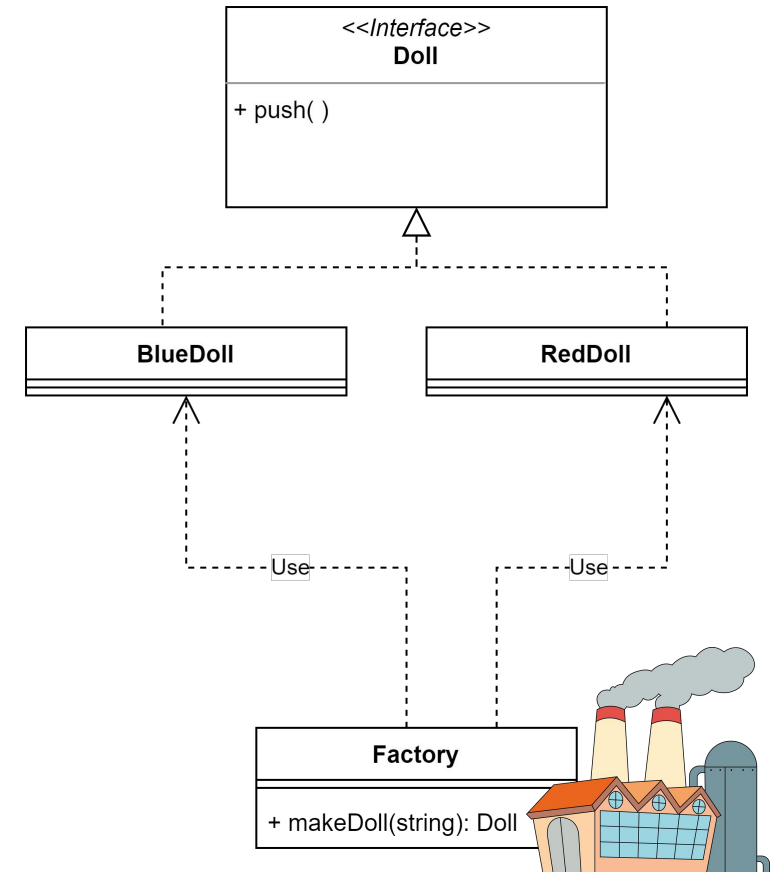 <<Interface>>
Doll
+ push( )
BlueDoll
RedDoll
Use
Use
Factory
+ makeDoll(string): Doll